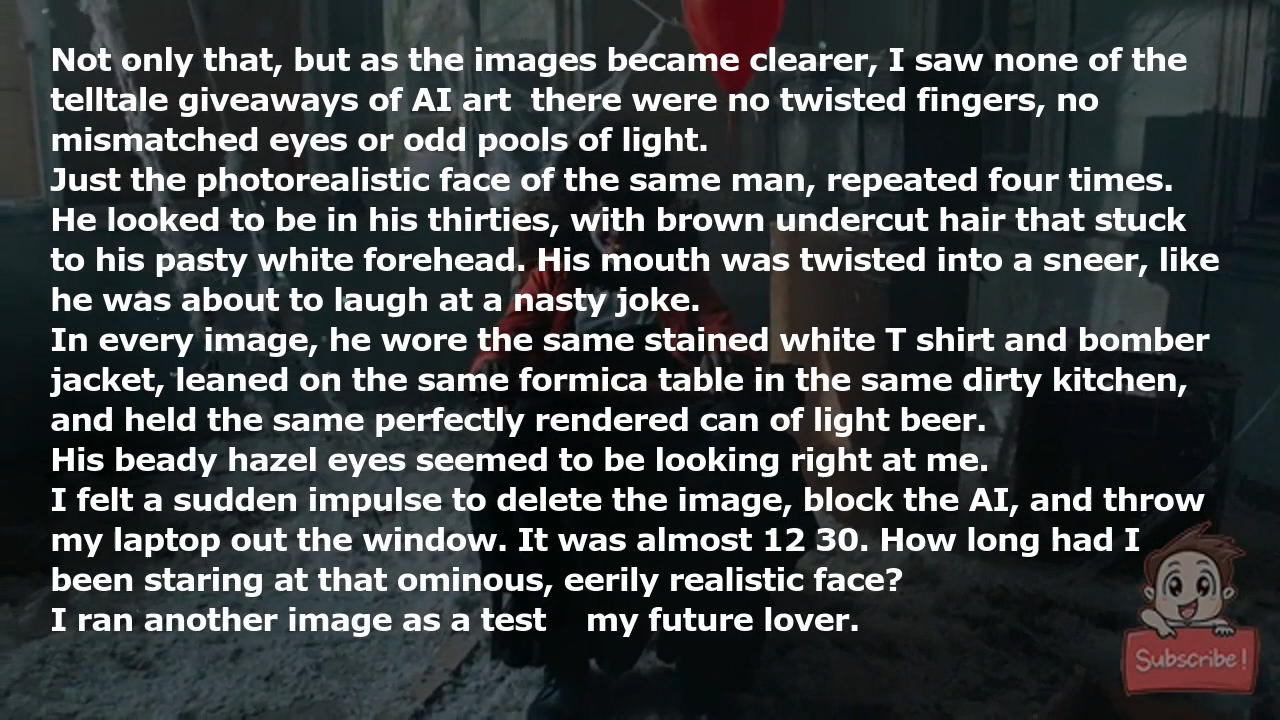 Not only that, but as the images became clearer, I saw none of the
telltale giveaways of AI art  there were no twisted fingers, no
mismatched eyes or odd pools of light.
Just the photorealistic face of the same man, repeated four times.
He looked to be in his thirties, with brown undercut hair that stuck
to his pasty white forehead. His mouth was twisted into a sneer, like
he was about to laugh at a nasty joke.
In every image, he wore the same stained white T shirt and bomber
jacket, leaned on the same formica table in the same dirty kitchen,
and held the same perfectly rendered can of light beer.
His beady hazel eyes seemed to be looking right at me.
I felt a sudden impulse to delete the image, block the AI, and throw
my laptop out the window. It was almost 12 30. How long had I
been staring at that ominous, eerily realistic face?
I ran another image as a test    my future lover.
Subscribe!